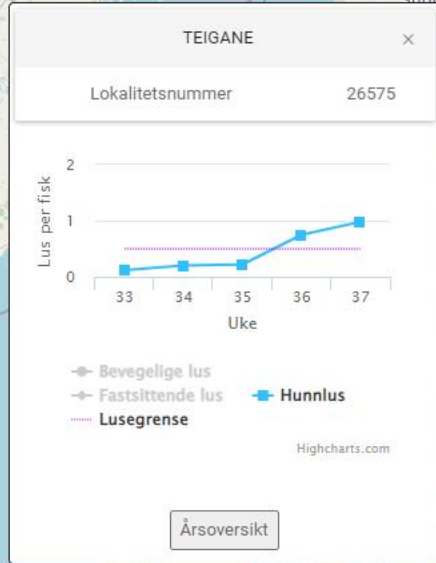 TEIGANE ×
Lokalitetsnummer 26575
Lus per fisk
2
1
0
33 34 35 36 37
Uke
Bevegelige lus
Fastsittende lus Hunnlus
Lusegrense
Highcharts.com
Årsoversikt